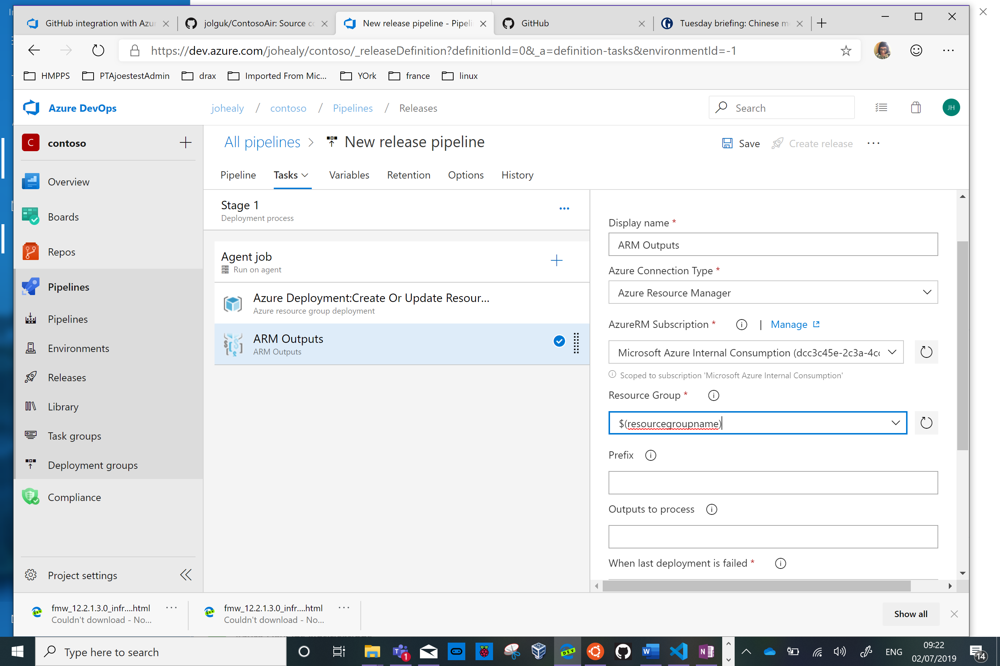 GitHub integration with Azur
jolguk/ContosoAir: Source co
New release pipeline - Pipeli
GitHub
Tuesday briefing: Chinese m
https://dev.azure.com/johealy/contoso/_releaseDefinition?definitionId=0&_a=definition-tasks&environmentId=-1
HMPPS
PTAjoestestAdmin
drax
Imported From Mic...
YOrk
france
linux
Azure DevOps
johealy / contoso / Pipelines / Releases
Search
JH
C
contoso
All pipelines > New release pipeline
Save
Create release
Pipeline
Tasks
Variables
Retention
Options
History
Overview
Boards
Repos
Pipelines
Pipelines
Environments
Releases
Library
Task groups
Deployment groups
Compliance
Project settings
Stage 1
Deployment process
Agent job
Run on agent
Azure Deployment:Create Or Update Resour...
Azure resource group deployment
ARM Outputs
ARM Outputs
Display name *
ARM Outputs
Azure Connection Type *
Azure Resource Manager
AzureRM Subscription * | Manage
Microsoft Azure Internal Consumption (dcc3c45e-2c3a-4cc
Scoped to subscription 'Microsoft Azure Internal Consumption'
Resource Group *
$(resourcegroupname)
Prefix
Outputs to process
When last deployment is failed *
fmw_12.2.1.3.0_infr....html
Couldn't download - No...
fmw_12.2.1.3.0_infr....html
Couldn't download - No...
Show all
Type here to search
DEV
1
ENG
09:22
02/07/2019
14